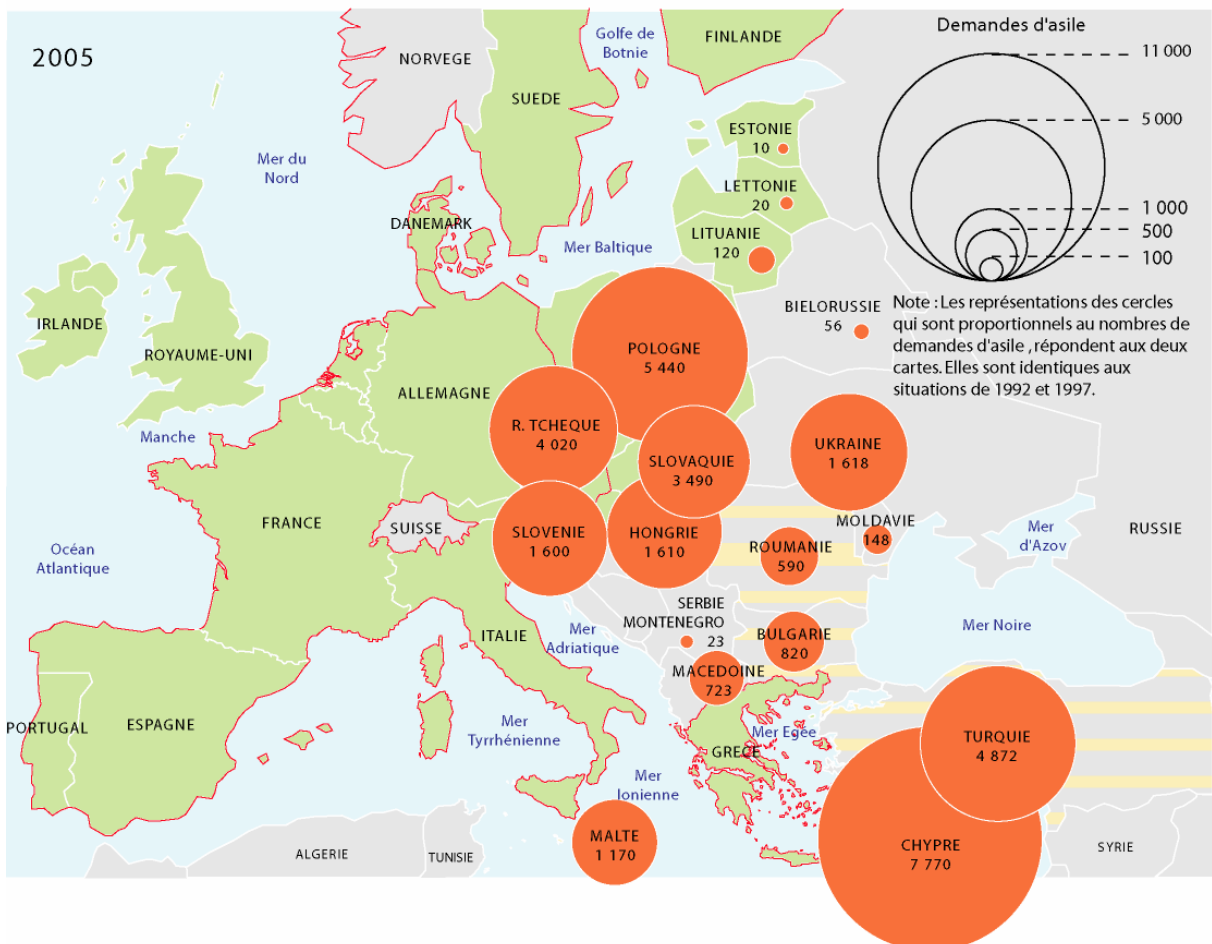 2005
Demandes d'asile
11 000
5 000
1 000
500
100
Note : Les représentations des cercles
qui sont proportionnels au nombres de
demandes d'asile , répondent aux deux
cartes. Elles sont identiques aux
situations de 1992 et 1997.
NORVEGE
SUEDE
Golfe de
Botnie
FINLANDE
ESTONIE
10
LETTONIE
20
LITUANIE
120
Mer du
Nord
DANEMARK
Mer Baltique
IRLANDE
ROYAUME-UNI
BIELORUSSIE
56
POLOGNE
5 440
ALLEMAGNE
R. TCHEQUE
4 020
SLOVAQUIE
3 490
UKRAINE
1 618
Manche
FRANCE
SUISSE
SLOVENIE
1 600
HONGRIE
1 610
MOLDAVIE
148
ROUMANIE
590
Mer
d'Azov
RUSSIE
Océan
Atlantique
SERBIE
MONTENEGRO
23
ITALIE
Mer
Adriatique
BULGARIE
820
Mer Noire
MACEDOINE
723
PORTUGAL
ESPAGNE
Mer
Tyrrhénienne
Mer Egée
GRECE
TURQUIE
4 872
Mer
Ionienne
MALTE
1 170
CHYPRE
7 770
ALGERIE
TUNISIE
SYRIE